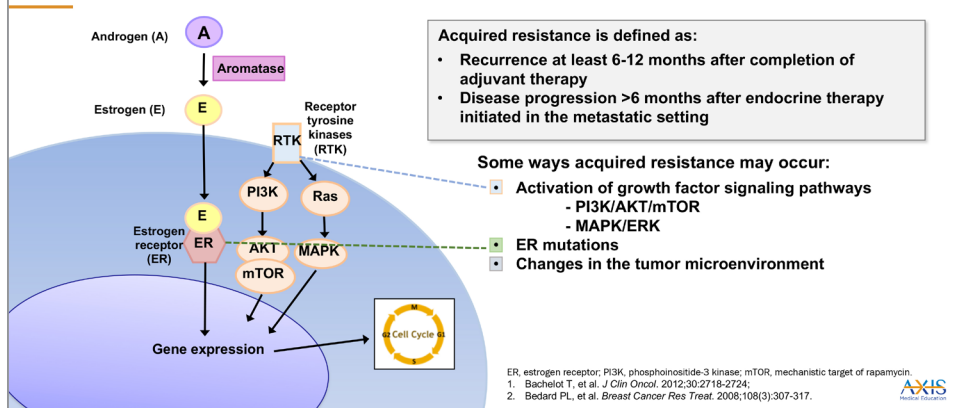 Androgen (A)
A
Aromatase
Estrogen (E)
E
Receptor
tyrosine
kinases
(RTK)
RTK
PI3K
Ras
E
Estrogen
receptor
(ER)
ER
AKT
MAPK
mTOR
Gene expression
M
G2
Cell Cycle
G1
S
Acquired resistance is defined as:
• Recurrence at least 6-12 months after completion of
adjuvant therapy
• Disease progression >6 months after endocrine therapy
initiated in the metastatic setting
Some ways acquired resistance may occur:
• Activation of growth factor signaling pathways
- PI3K/AKT/mTOR
- MAPK/ERK
• ER mutations
• Changes in the tumor microenvironment
ER, estrogen receptor; PI3K, phosphoinositide-3 kinase; mTOR, mechanistic target of rapamycin.
1. Bachelot T, et al. J Clin Oncol. 2012;30:2718-2724;
2. Bedard PL, et al. Breast Cancer Res Treat. 2008;108(3):307-317.
AXIS
Medical Education